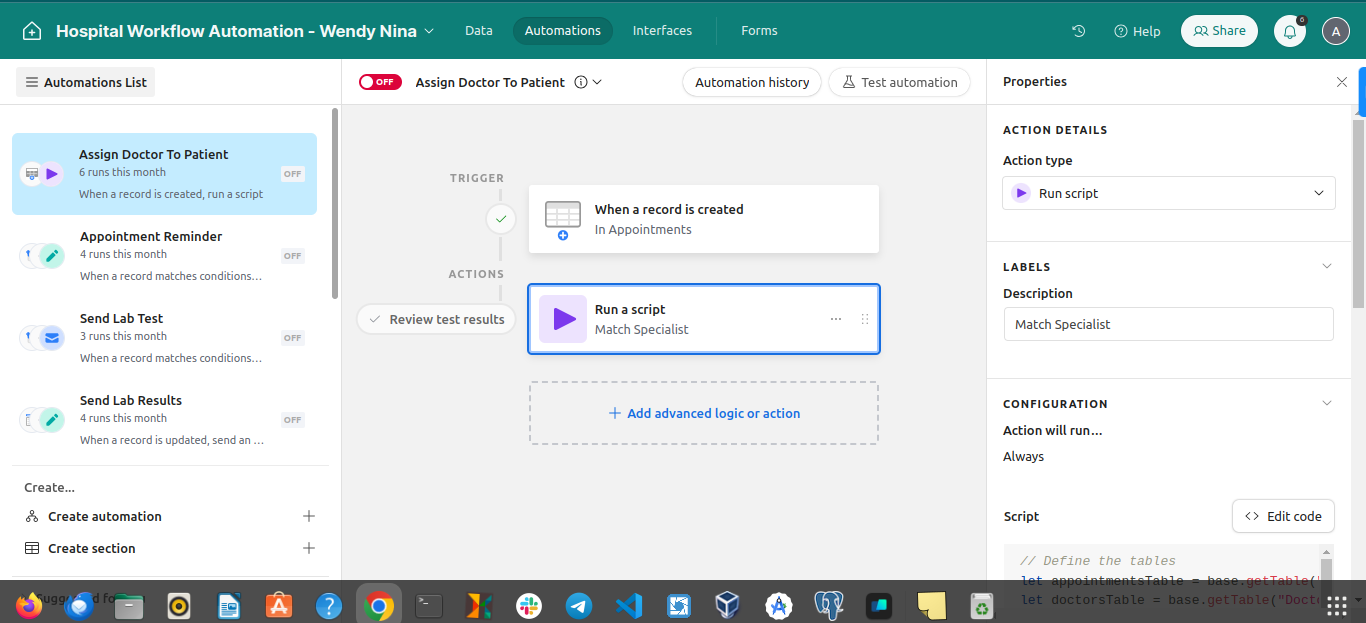 Hospital Workflow Automation - Wendy Nina
Data
Automations
Interfaces
Forms
Help
Share
6
A
Automations List
OFF
Assign Doctor To Patient
Automation history
Test automation
Properties
Assign Doctor To Patient
6 runs this month
When a record is created, run a script
OFF
Appointment Reminder
4 runs this month
When a record matches conditions…
OFF
Send Lab Test
3 runs this month
When a record matches conditions…
OFF
Send Lab Results
4 runs this month
When a record is updated, send an …
OFF
Create...
Create automation
Create section
TRIGGER
When a record is created
In Appointments
ACTIONS
Review test results
Run a script
Match Specialist
Add advanced logic or action
ACTION DETAILS
Action type
Run script
LABELS
Description
Match Specialist
CONFIGURATION
Action will run…
Always
Script
Edit code
// Define the tables
let appointmentsTable = base.getTable("
let doctorsTable = base.getTable("Doct